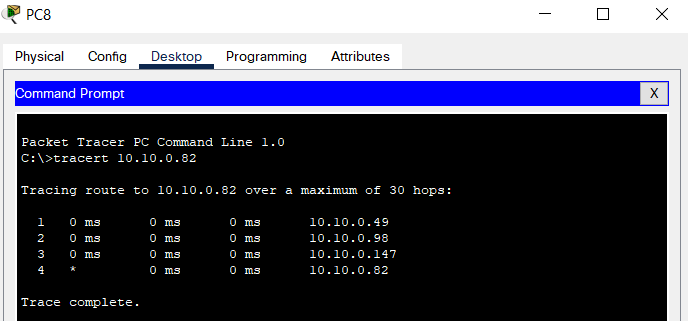 PC8
Physical Config Desktop Programming Attributes
Command Prompt
X
Packet Tracer PC Command Line 1.0
C:\>tracert 10.10.0.82
Tracing route to 10.10.0.82 over a maximum of 30 hops:
1 0 ms 0 ms 0 ms 10.10.0.49
2 0 ms 0 ms 0 ms 10.10.0.98
3 0 ms 0 ms 0 ms 10.10.0.147
4 * 0 ms 0 ms 10.10.0.82
Trace complete.